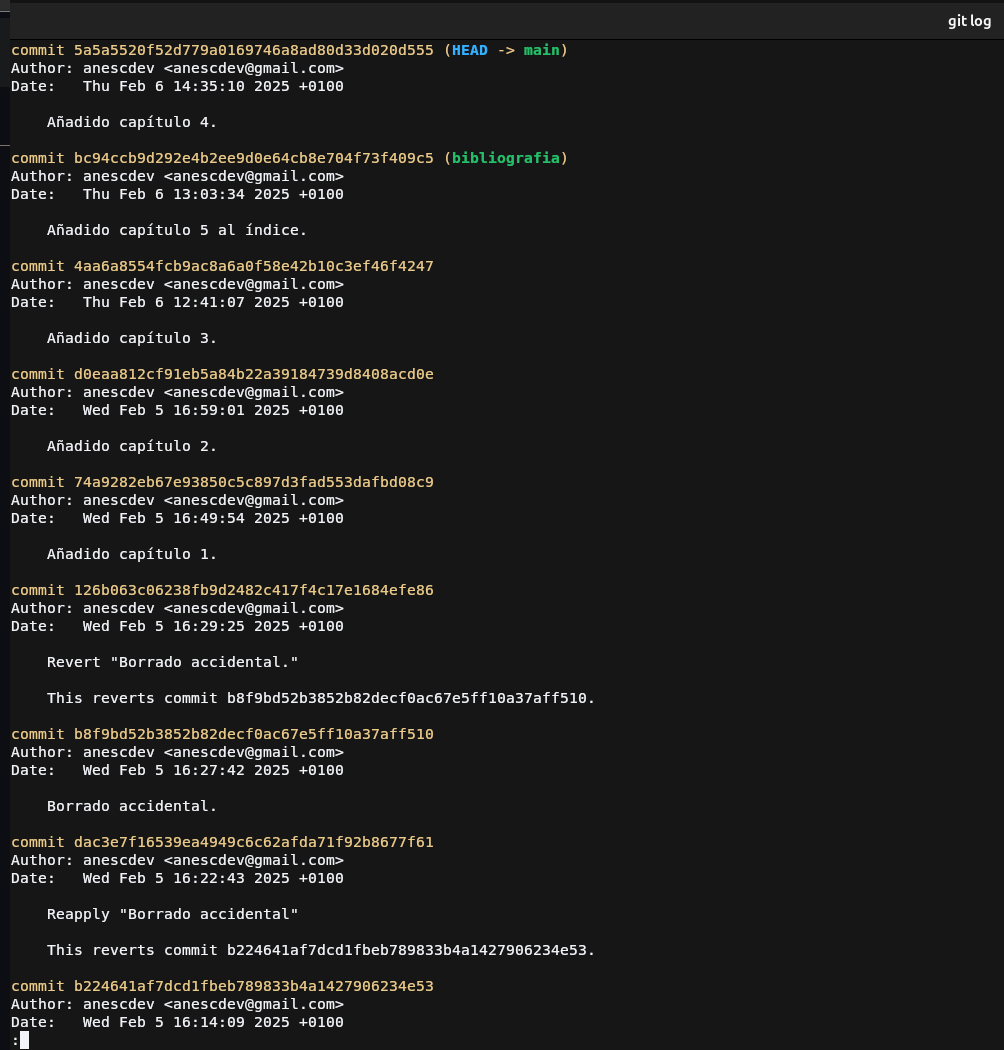 git log
commit 5a5a5520f52d779a0169746a8ad80d33d020d555 (HEAD -> main)
Author: anescdev <anescdev@gmail.com>
Date:   Thu Feb 6 14:35:10 2025 +0100
Añadido capítulo 4.
commit bc94ccb9d292e4b2ee9d0e64cb8e704f73f409c5 (bibliografia)
Author: anescdev <anescdev@gmail.com>
Date:   Thu Feb 6 13:03:34 2025 +0100
Añadido capítulo 5 al índice.
commit 4aa6a8554fcb9ac8a6a0f58e42b10c3ef46f4247
Author: anescdev <anescdev@gmail.com>
Date:   Thu Feb 6 12:41:07 2025 +0100
Añadido capítulo 3.
commit d0eaa812cf91eb5a84b22a39184739d8408acd0e
Author: anescdev <anescdev@gmail.com>
Date:   Wed Feb 5 16:59:01 2025 +0100
Añadido capítulo 2.
commit 74a9282eb67e93850c5c897d3fad553dafbd08c9
Author: anescdev <anescdev@gmail.com>
Date:   Wed Feb 5 16:49:54 2025 +0100
Añadido capítulo 1.
commit 126b063c06238fb9d2482c417f4c17e1684efe86
Author: anescdev <anescdev@gmail.com>
Date:   Wed Feb 5 16:29:25 2025 +0100
Revert "Borrado accidental."
This reverts commit b8f9bd52b3852b82decf0ac67e5ff10a37aff510.
commit b8f9bd52b3852b82decf0ac67e5ff10a37aff510
Author: anescdev <anescdev@gmail.com>
Date:   Wed Feb 5 16:27:42 2025 +0100
Borrado accidental.
commit dac3e7f16539ea4949c6c62afda71f92b8677f61
Author: anescdev <anescdev@gmail.com>
Date:   Wed Feb 5 16:22:43 2025 +0100
Reapply "Borrado accidental"
This reverts commit b224641af7dcd1fbeb789833b4a1427906234e53.
commit b224641af7dcd1fbeb789833b4a1427906234e53
Author: anescdev <anescdev@gmail.com>
Date:   Wed Feb 5 16:14:09 2025 +0100
: